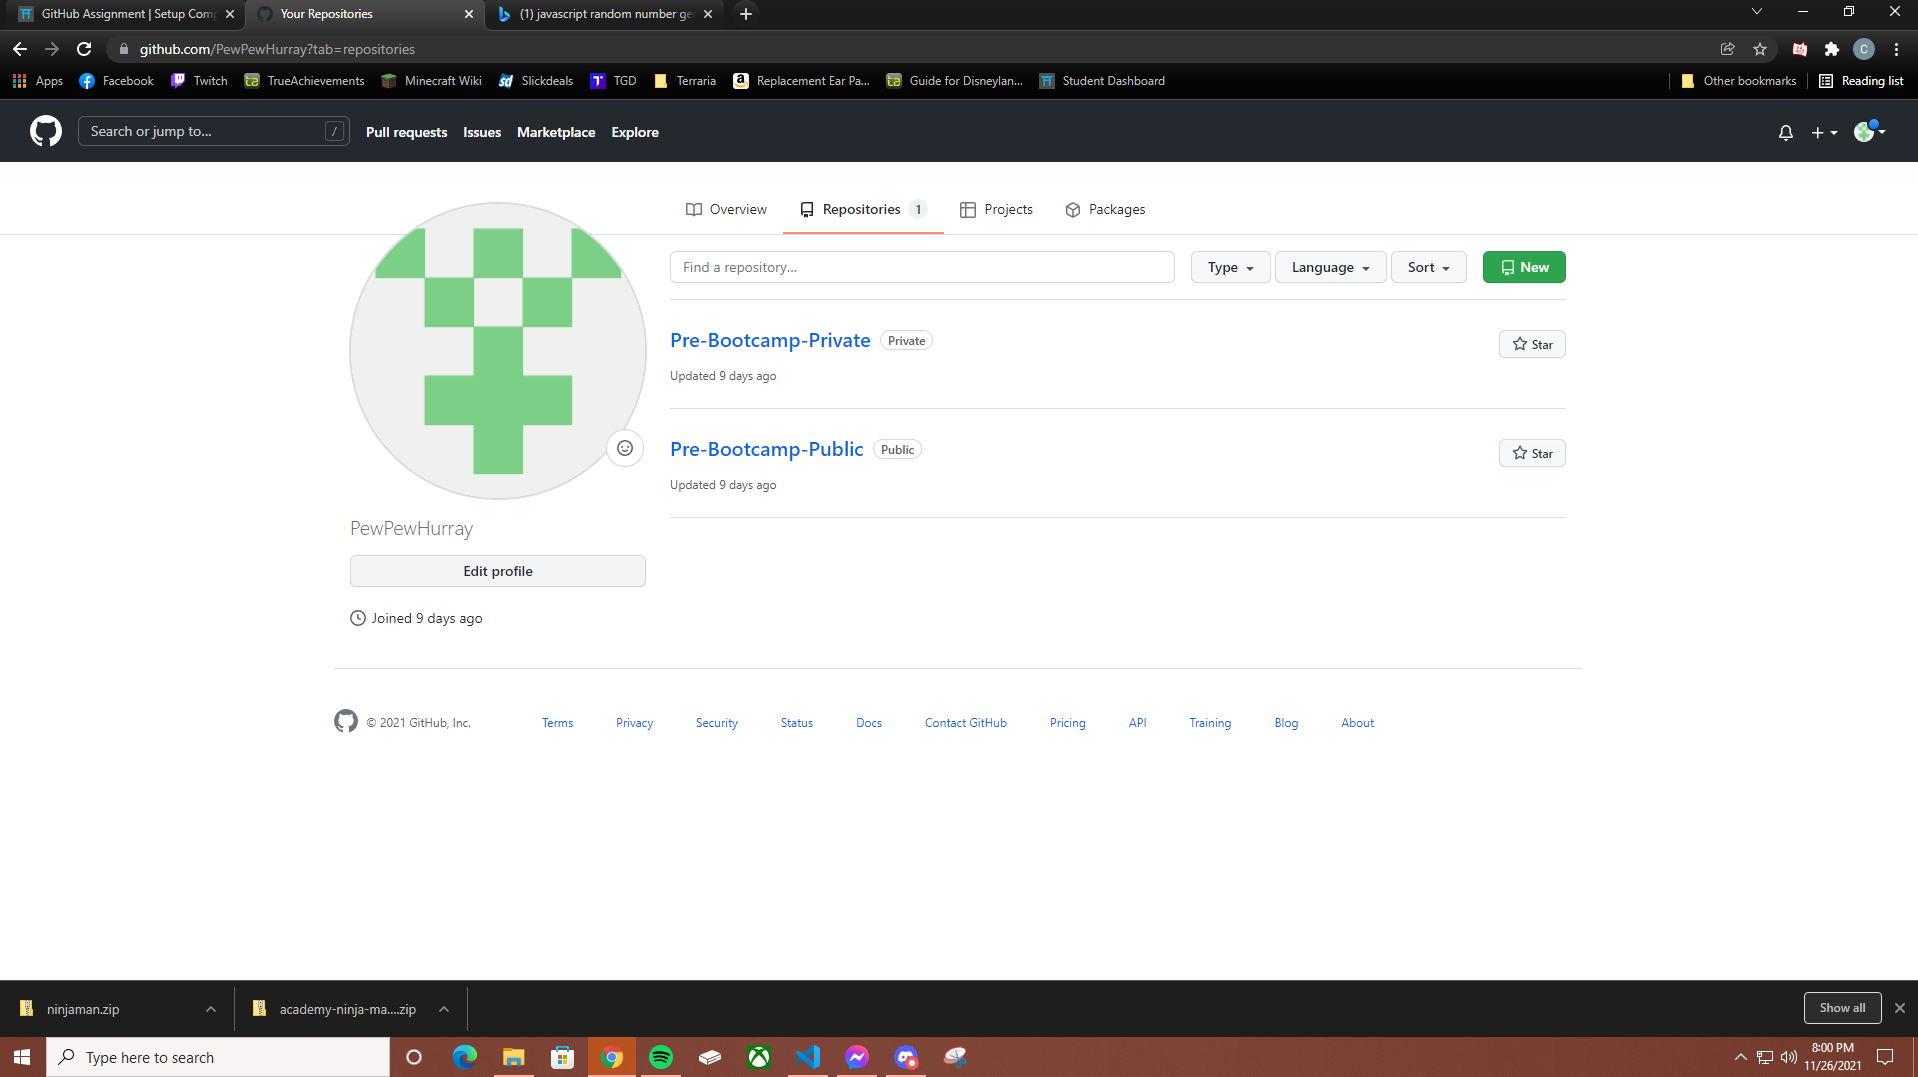 GitHub Assignment | Setup Comp
Your Repositories
(1) javascript random number ge
github.com/PewPewHurray?tab=repositories
C
Apps
Facebook
Twitch
TrueAchievements
Minecraft Wiki
Slickdeals
TGD
Terraria
Replacement Ear Pa...
Guide for Disneylan...
Student Dashboard
Other bookmarks
Reading list
Search or jump to...
/
Pull requests
Issues
Marketplace
Explore
Overview
Repositories 1
Projects
Packages
Find a repository...
Type
Language
Sort
New
Pre-Bootcamp-Private Private
Star
Updated 9 days ago
Pre-Bootcamp-Public Public
Star
Updated 9 days ago
PewPewHurray
Edit profile
Joined 9 days ago
© 2021 GitHub, Inc.
Terms
Privacy
Security
Status
Docs
Contact GitHub
Pricing
API
Training
Blog
About
ninjaman.zip
academy-ninja-ma....zip
Show all
Type here to search
8:00 PM
11/26/2021